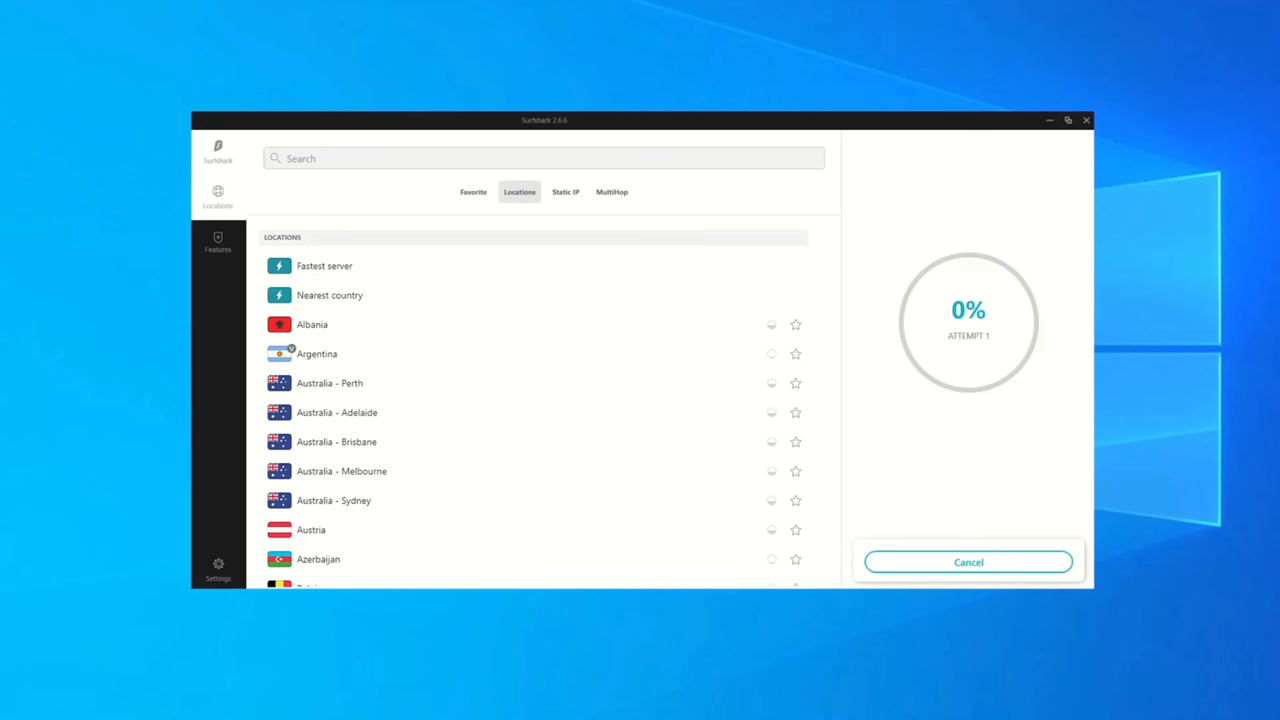 Surfshark 2.6.6
Surfshark
Search
Locations
Favorite Locations Static IP MultiHop
Features
LOCATIONS
Fastest server
Nearest country
Albania
V
Argentina
Australia - Perth
Australia - Adelaide
Australia - Brisbane
Australia - Melbourne
Australia - Sydney
Austria
Azerbaijan
Settings
0%
ATTEMPT 1
Cancel